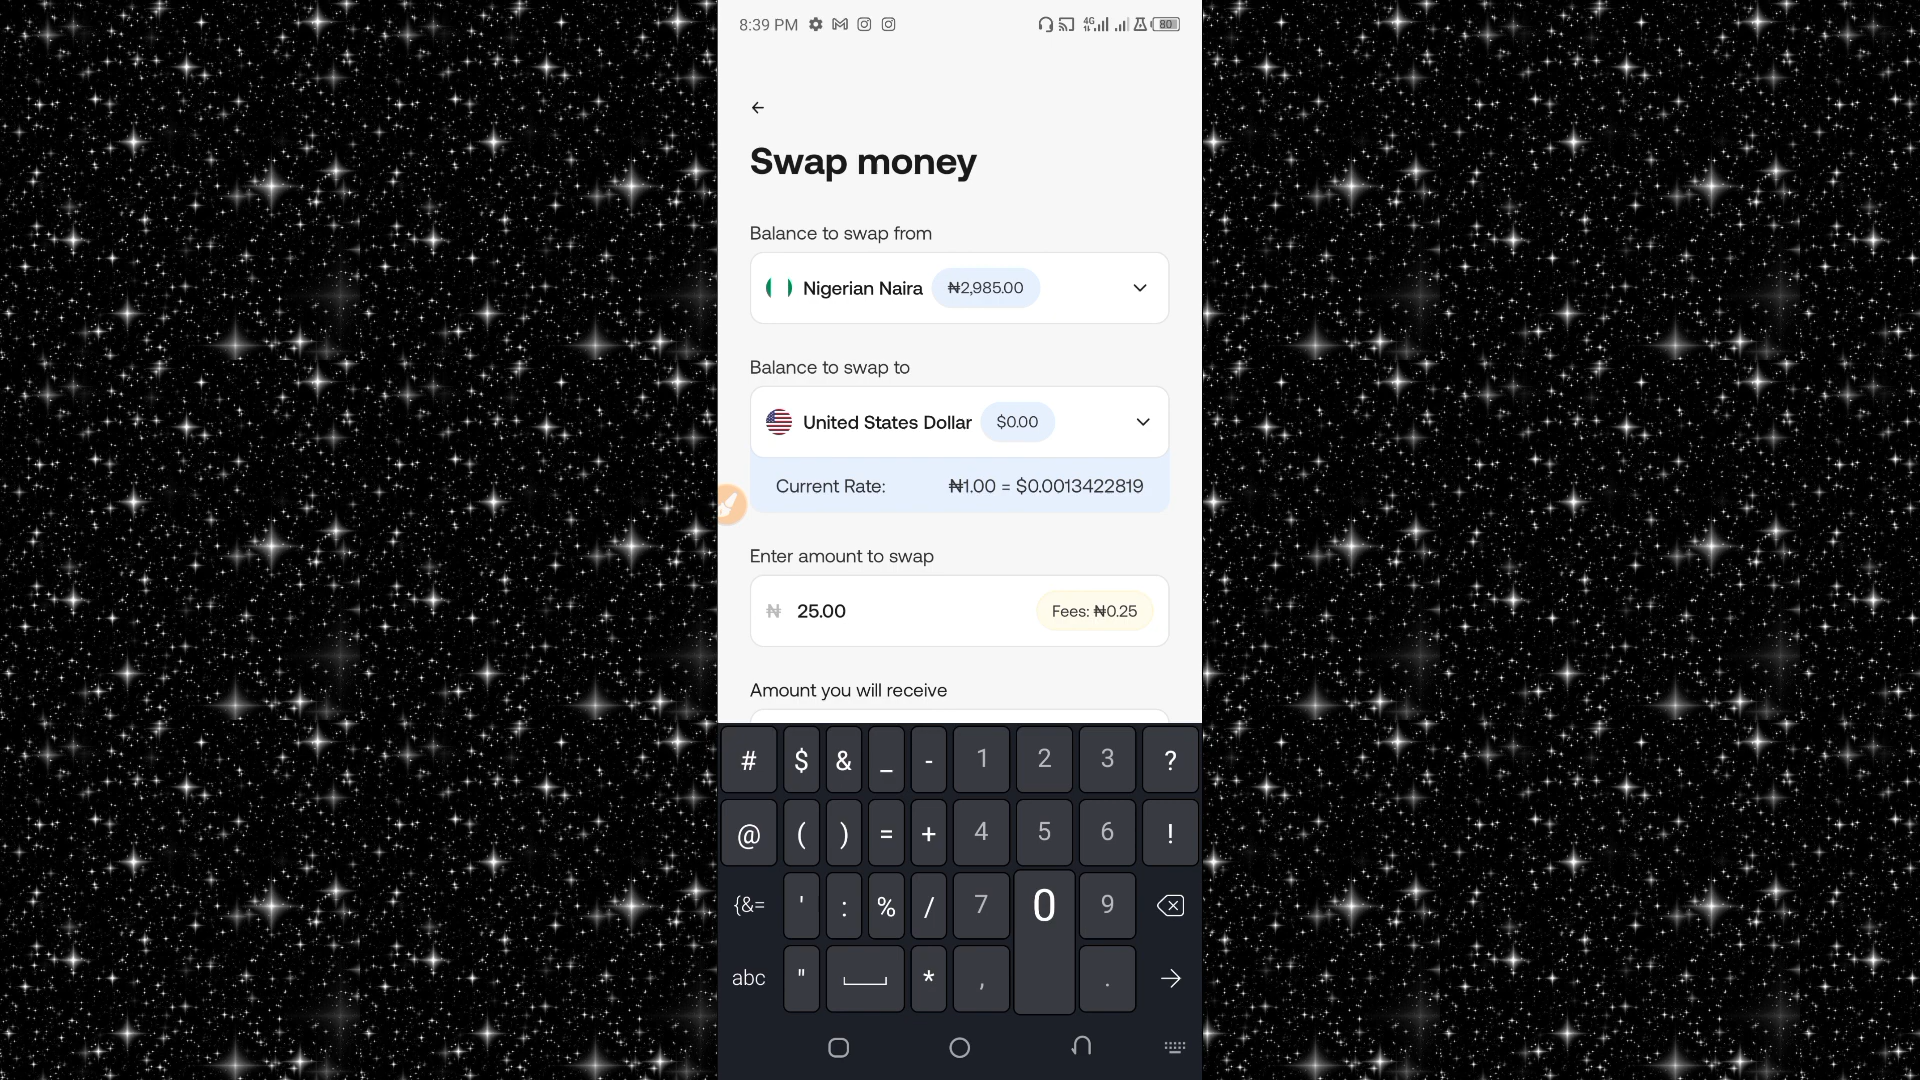 8:39 PM 4G 80
Swap money
Balance to swap from
Nigerian Naira ₦2,985.00
Balance to swap to
United States Dollar $0.00
Current Rate: ₦1.00 = $0.0013422819
Enter amount to swap
₦ 25.00 Fees: ₦0.25
Amount you will receive
# $ & _ - 1 2 3 ?
@ ( ) = + 4 5 6 !
{&= ' : % / 7 0 9
abc " * , .